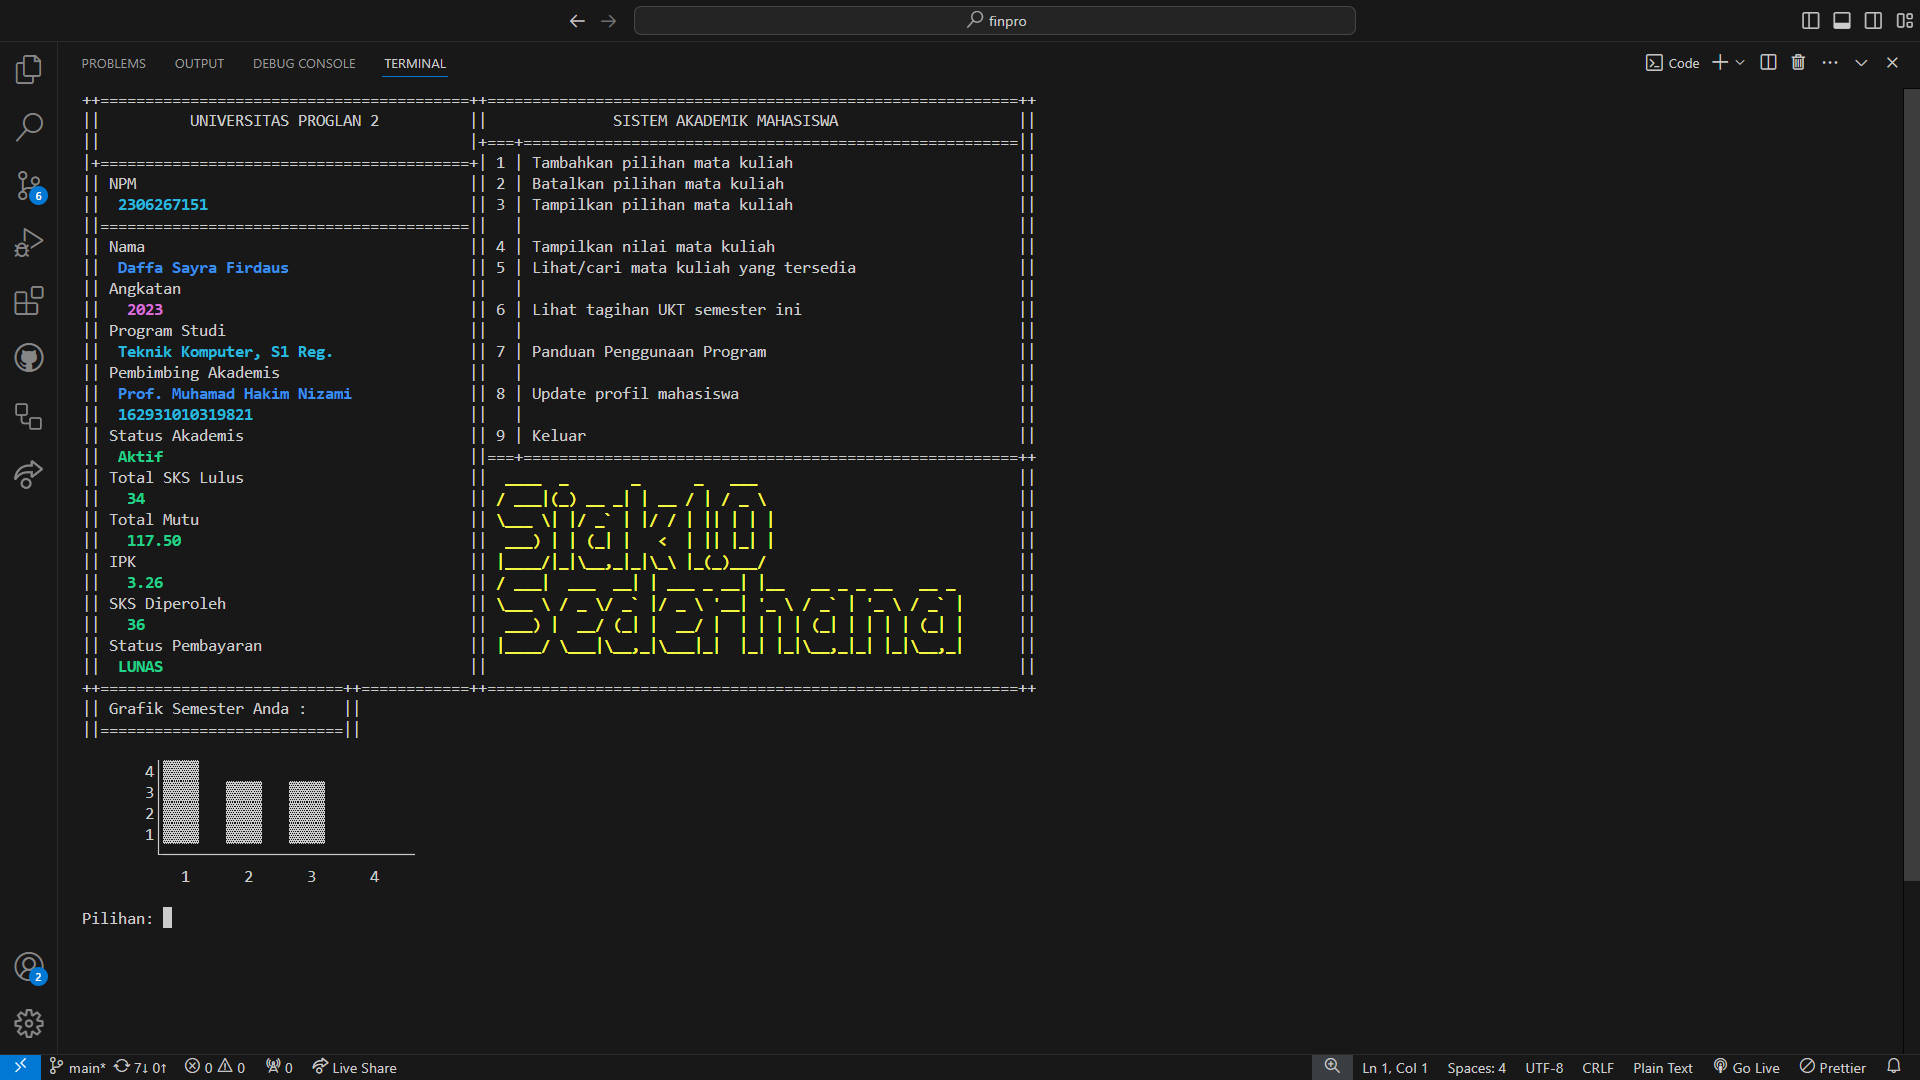 finpro
PROBLEMS OUTPUT DEBUG CONSOLE TERMINAL
Code
UNIVERSITAS PROGLAN 2
NPM
2306267151
Nama
Daffa Sayra Firdaus
Angkatan
2023
Program Studi
Teknik Komputer, S1 Reg.
Pembimbing Akademis
Prof. Muhamad Hakim Nizami
162931010319821
Status Akademis
Aktif
Total SKS Lulus
34
Total Mutu
117.50
IPK
3.26
SKS Diperoleh
36
Status Pembayaran
LUNAS
SISTEM AKADEMIK MAHASISWA
1 | Tambahkan pilihan mata kuliah
2 | Batalkan pilihan mata kuliah
3 | Tampilkan pilihan mata kuliah
4 | Tampilkan nilai mata kuliah
5 | Lihat/cari mata kuliah yang tersedia
6 | Lihat tagihan UKT semester ini
7 | Panduan Penggunaan Program
8 | Update profil mahasiswa
9 | Keluar
Siak10
Sederhana
Grafik Semester Anda :
4
3
2
1
1 2 3 4
Pilihan:
6
2
main* 7↓ 0↑ 0 0 0 Live Share
Ln 1, Col 1 Spaces: 4 UTF-8 CRLF Plain Text Go Live Prettier